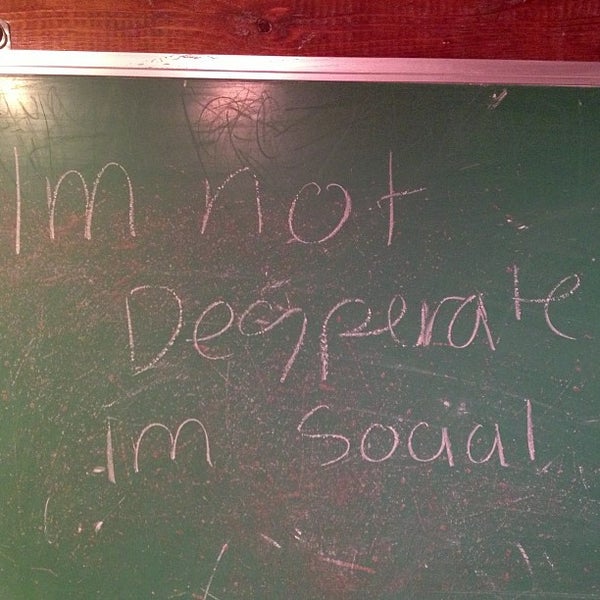 Im not
Desperate
Im social